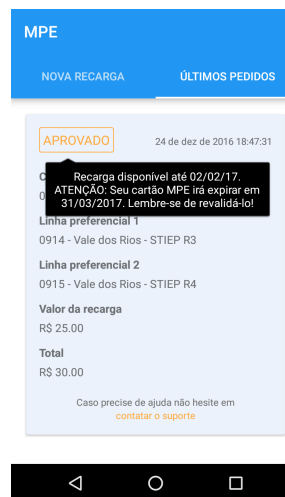 MPE
NOVA RECARGA
ÚLTIMOS PEDIDOS
APROVADO
24 de dez de 2016 18:47:31
Recarga disponível até 02/02/17.
ATENÇÃO: Seu cartão MPE irá expirar em
31/03/2017. Lembre-se de revalidá-lo!
Linha preferencial 1
0914 - Vale dos Rios - STIEP R3
Linha preferencial 2
0915 - Vale dos Rios - STIEP R4
Valor da recarga
R$ 25.00
Total
R$ 30.00
Caso precise de ajuda não hesite em
contatar o suporte